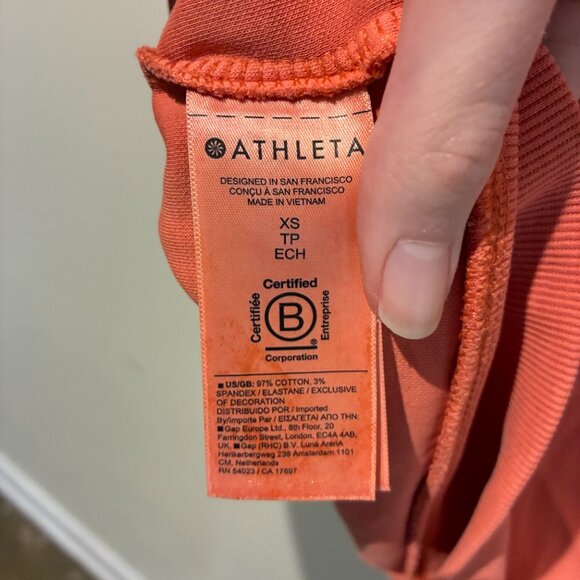 ATHLETA
DESIGNED IN SAN FRANCISCO
CONÇU À SAN FRANCISCO
MADE IN VIETNAM
XS
TP
ECH
Certified
Certifiée
B
Entreprise
®
Corporation
■ US/GB: 97% COTTON, 3%
SPANDEX / ELASTANE / EXCLUSIVE
OF DECORATION
DISTRIBUIDO POR / Imported
By/Importe Par / ΕΙΣΑΓΕΤΑΙ ΑΠΟ ΤΗΝ:
■ Gap Europe Ltd., 8th Floor, 20
Farringdon Street, London, EC4A 4AB,
UK, ■ Gap (RHC) B.V. Luna ArenA
Herikerbergweg 238 Amsterdam 1101
CM, Netherlands
RN 54023 / CA 17897